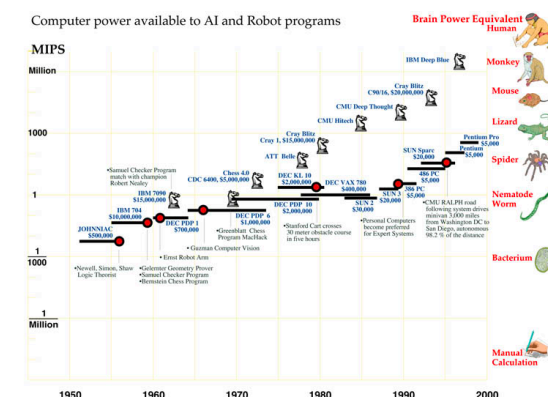 Computer power available to AI and Robot programs
Brain Power Equivalent
Human
MIPS
IBM Deep Blue
Million
Monkey
Cray Blitz
C90/16, $20,000,000
Mouse
CMU Deep Thought
CMU Hitech
Lizard
1000
Cray Blitz
Cray 1, $15,000,000
Pentium Pro
$5,000
SUN Sparc
$20,000
Pentium
$5,000
ATT Belle
Spider
•Samuel Checker Program
match with champion
Robert Nealey
Chess 4.0
CDC 6400, $5,000,000
DEC KL 10
$2,000,000
DEC VAX 780
$400,000
486 PC
$5,000
IBM 7090
$15,000,000
386 PC
$5,000
SUN 3
$20,000
1
Nematode
Worm
IBM 704
$10,000,000
DEC PDP 10
$2,000,000
SUN 2
$30,000
•CMU RALPH road
following system drives
minivan 3,000 miles
from Washington DC to
San Diego, autonomous
98.2 % of the distance
DEC PDP 6
$1,000,000
DEC PDP 1
$700,000
JOHNNIAC
$500,000
•Greenblatt Chess
Program MacHack
•Stanford Cart crosses
30 meter obstacle course
in five hours
•Personal Computers
become preferred
for Expert Systems
• Guzman Computer Vision
• Ernst Robot Arm
1
1000
Bacterium
•Newell, Simon, Shaw
Logic Theorist
•Gelernter Geometry Prover
•Samuel Checker Program
•Bernstein Chess Program
1
Million
Manual
Calculation
1950 1960 1970 1980 1990 2000